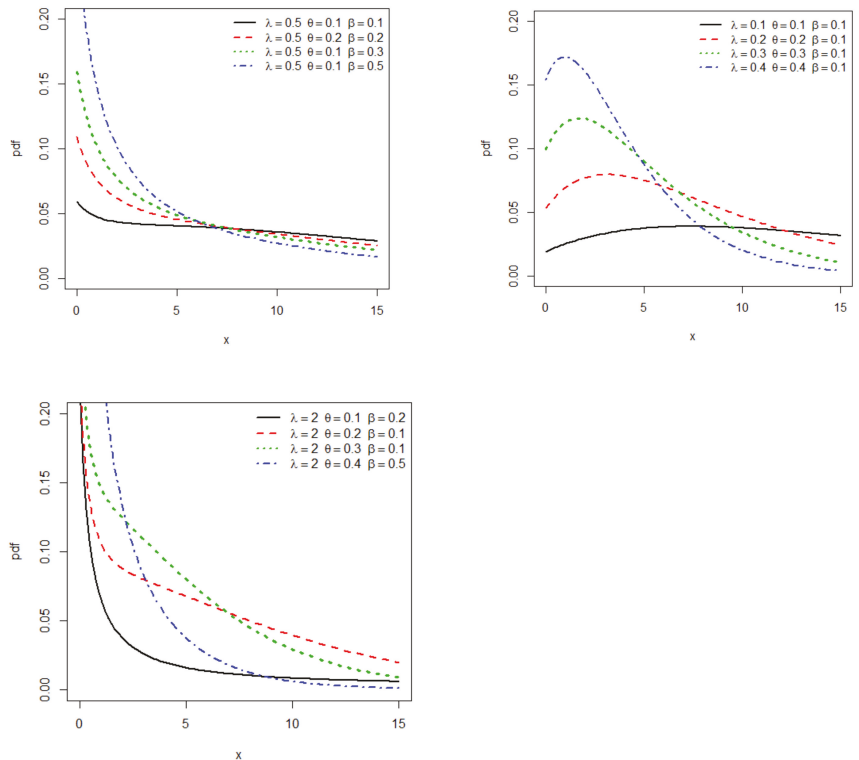 0.20
0.15
0.10
0.05
0.00
pdf
λ = 0.5 θ = 0.1 β = 0.1
λ = 0.5 θ = 0.2 β = 0.2
λ = 0.5 θ = 0.1 β = 0.3
λ = 0.5 θ = 0.1 β = 0.5
0 5 10 15
x
0.20
0.15
0.10
0.05
0.00
pdf
λ = 0.1 θ = 0.1 β = 0.1
λ = 0.2 θ = 0.2 β = 0.1
λ = 0.3 θ = 0.3 β = 0.1
λ = 0.4 θ = 0.4 β = 0.1
0 5 10 15
x
0.20
0.15
0.10
0.05
0.00
pdf
λ = 2 θ = 0.1 β = 0.2
λ = 2 θ = 0.2 β = 0.1
λ = 2 θ = 0.3 β = 0.1
λ = 2 θ = 0.4 β = 0.5
0 5 10 15
x